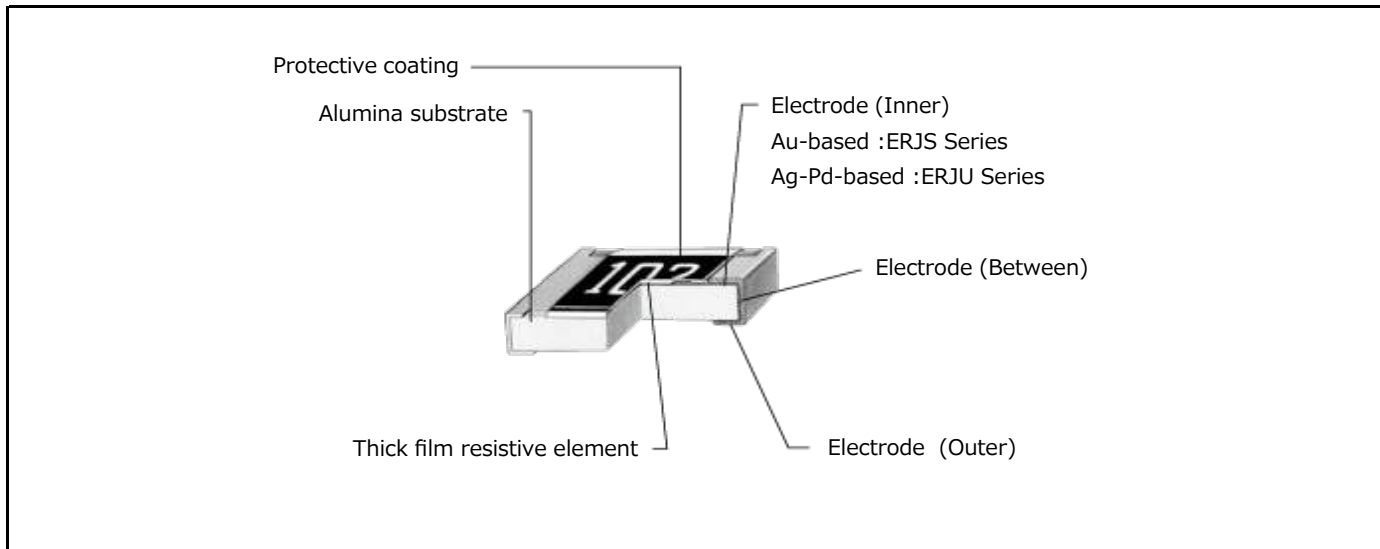 Protective coating
Alumina substrate
Electrode (Inner)
Au-based :ERJS Series
Ag-Pd-based :ERJU Series
102
Electrode (Between)
Thick film resistive element
Electrode (Outer)